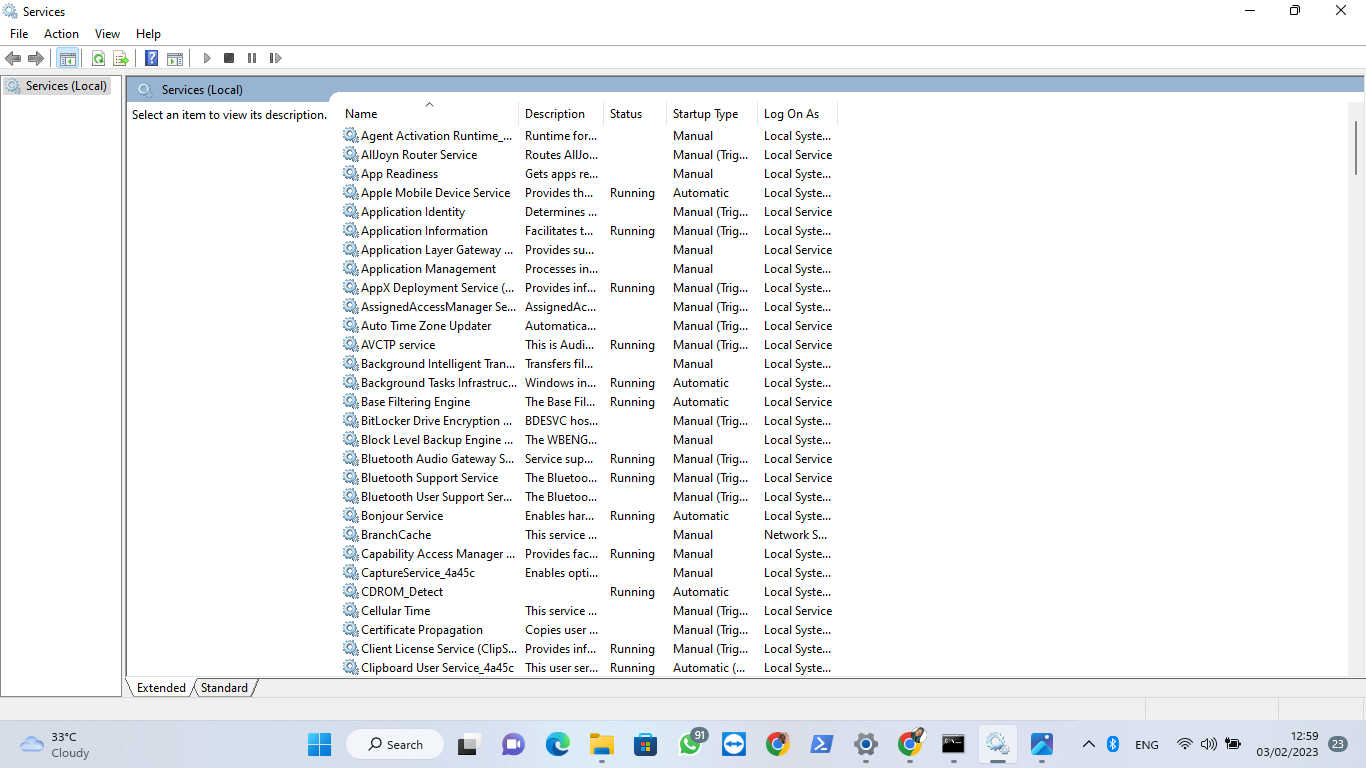 Services
File Action View Help
Services (Local)
Services (Local)
Select an item to view its description.
Name Description Status Startup Type Log On As
Agent Activation Runtime_... Runtime for... Manual Local Syste...
AllJoyn Router Service Routes AllJo... Manual (Trig... Local Service
App Readiness Gets apps re... Manual Local Syste...
Apple Mobile Device Service Provides th... Running Automatic Local Syste...
Application Identity Determines ... Manual (Trig... Local Service
Application Information Facilitates t... Running Manual (Trig... Local Syste...
Application Layer Gateway ... Provides su... Manual Local Service
Application Management Processes in... Manual Local Syste...
AppX Deployment Service (... Provides inf... Running Manual (Trig... Local Syste...
AssignedAccessManager Se... AssignedAc... Manual (Trig... Local Syste...
Auto Time Zone Updater Automatica... Manual (Trig... Local Service
AVCTP service This is Audi... Running Manual (Trig... Local Service
Background Intelligent Tran... Transfers fil... Manual Local Syste...
Background Tasks Infrastruc... Windows in... Running Automatic Local Syste...
Base Filtering Engine The Base Fil... Running Automatic Local Service
BitLocker Drive Encryption ... BDESVC hos... Manual (Trig... Local Syste...
Block Level Backup Engine ... The WBENG... Manual Local Syste...
Bluetooth Audio Gateway S... Service sup... Running Manual (Trig... Local Service
Bluetooth Support Service The Bluetoo... Running Manual (Trig... Local Service
Bluetooth User Support Ser... The Bluetoo... Manual (Trig... Local Syste...
Bonjour Service Enables har... Running Automatic Local Syste...
BranchCache This service ... Manual Network S...
Capability Access Manager ... Provides fac... Running Manual Local Syste...
CaptureService_4a45c Enables opti... Manual Local Syste...
CDROM_Detect Running Automatic Local Syste...
Cellular Time This service ... Manual (Trig... Local Service
Certificate Propagation Copies user ... Manual (Trig... Local Syste...
Client License Service (ClipS... Provides inf... Running Manual (Trig... Local Syste...
Clipboard User Service_4a45c This user ser... Running Automatic (... Local Syste...
Extended Standard
33°C
Cloudy
Search
91
ENG
12:59
03/02/2023
23